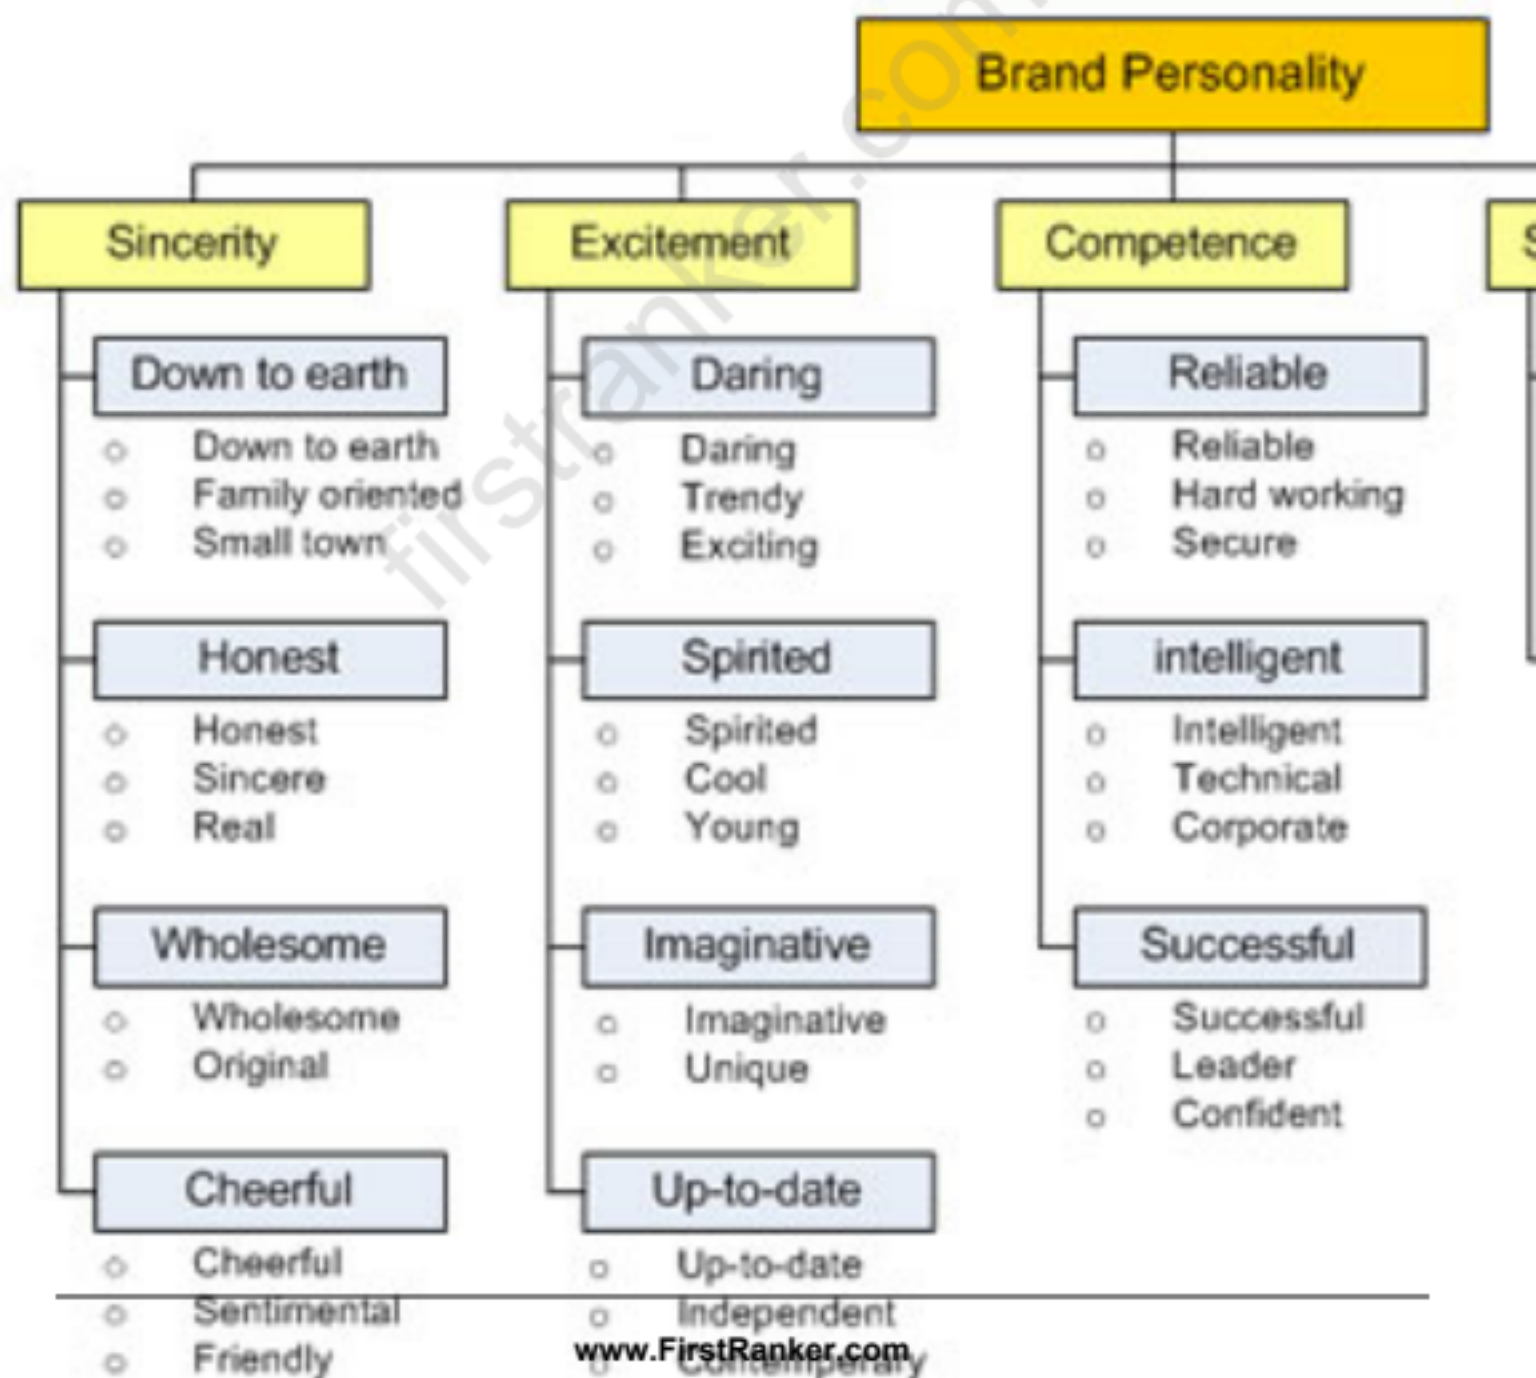 Brand Personality
Sincerity
Down to earth
Down to earth
Family oriented
Small town
Honest
Honest
Sincere
Real
Wholesome
Wholesome
Original
Cheerful
Cheerful
Sentimental
Friendly
Excitement
Daring
Daring
Trendy
Exciting
Spirited
Spirited
Cool
Young
Imaginative
Imaginative
Unique
Up-to-date
Up-to-date
Independent
Competence
Reliable
Reliable
Hard working
Secure
intelligent
Intelligent
Technical
Corporate
Successful
Successful
Leader
Confident
S
firstranker.com
www.FirstRanker.com